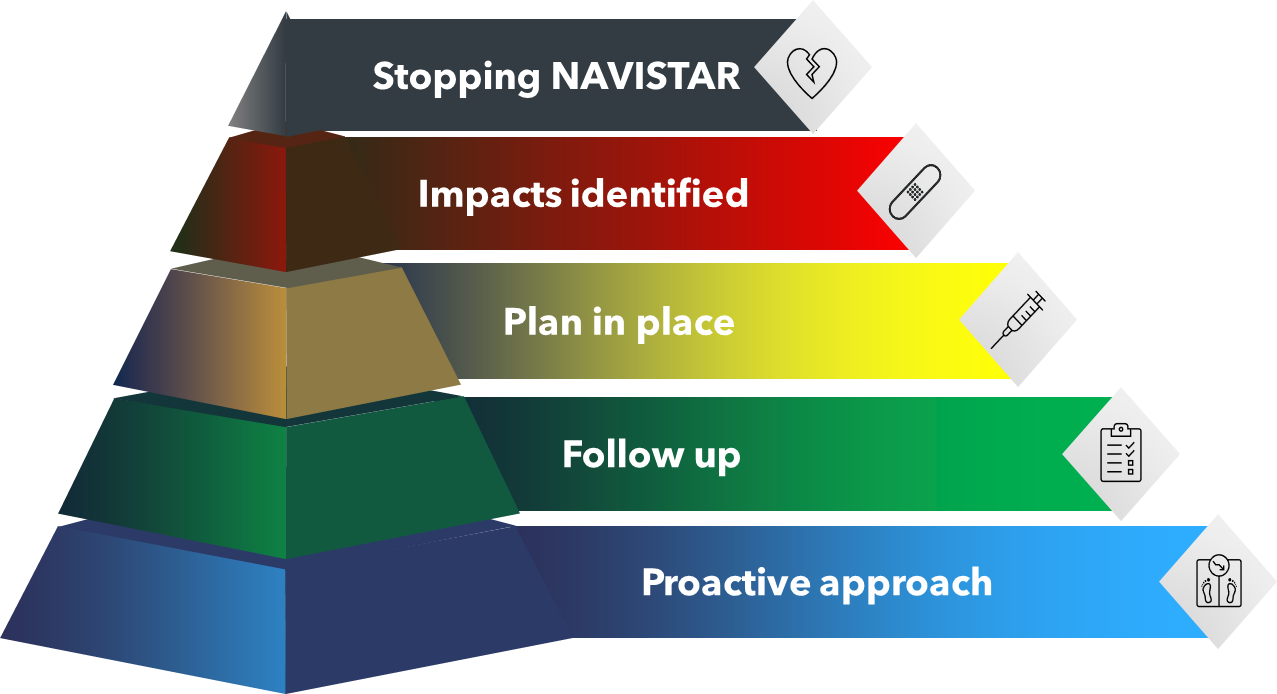 Stopping NAVISTAR
Impacts identified
Plan in place
Follow up
Proactive approach